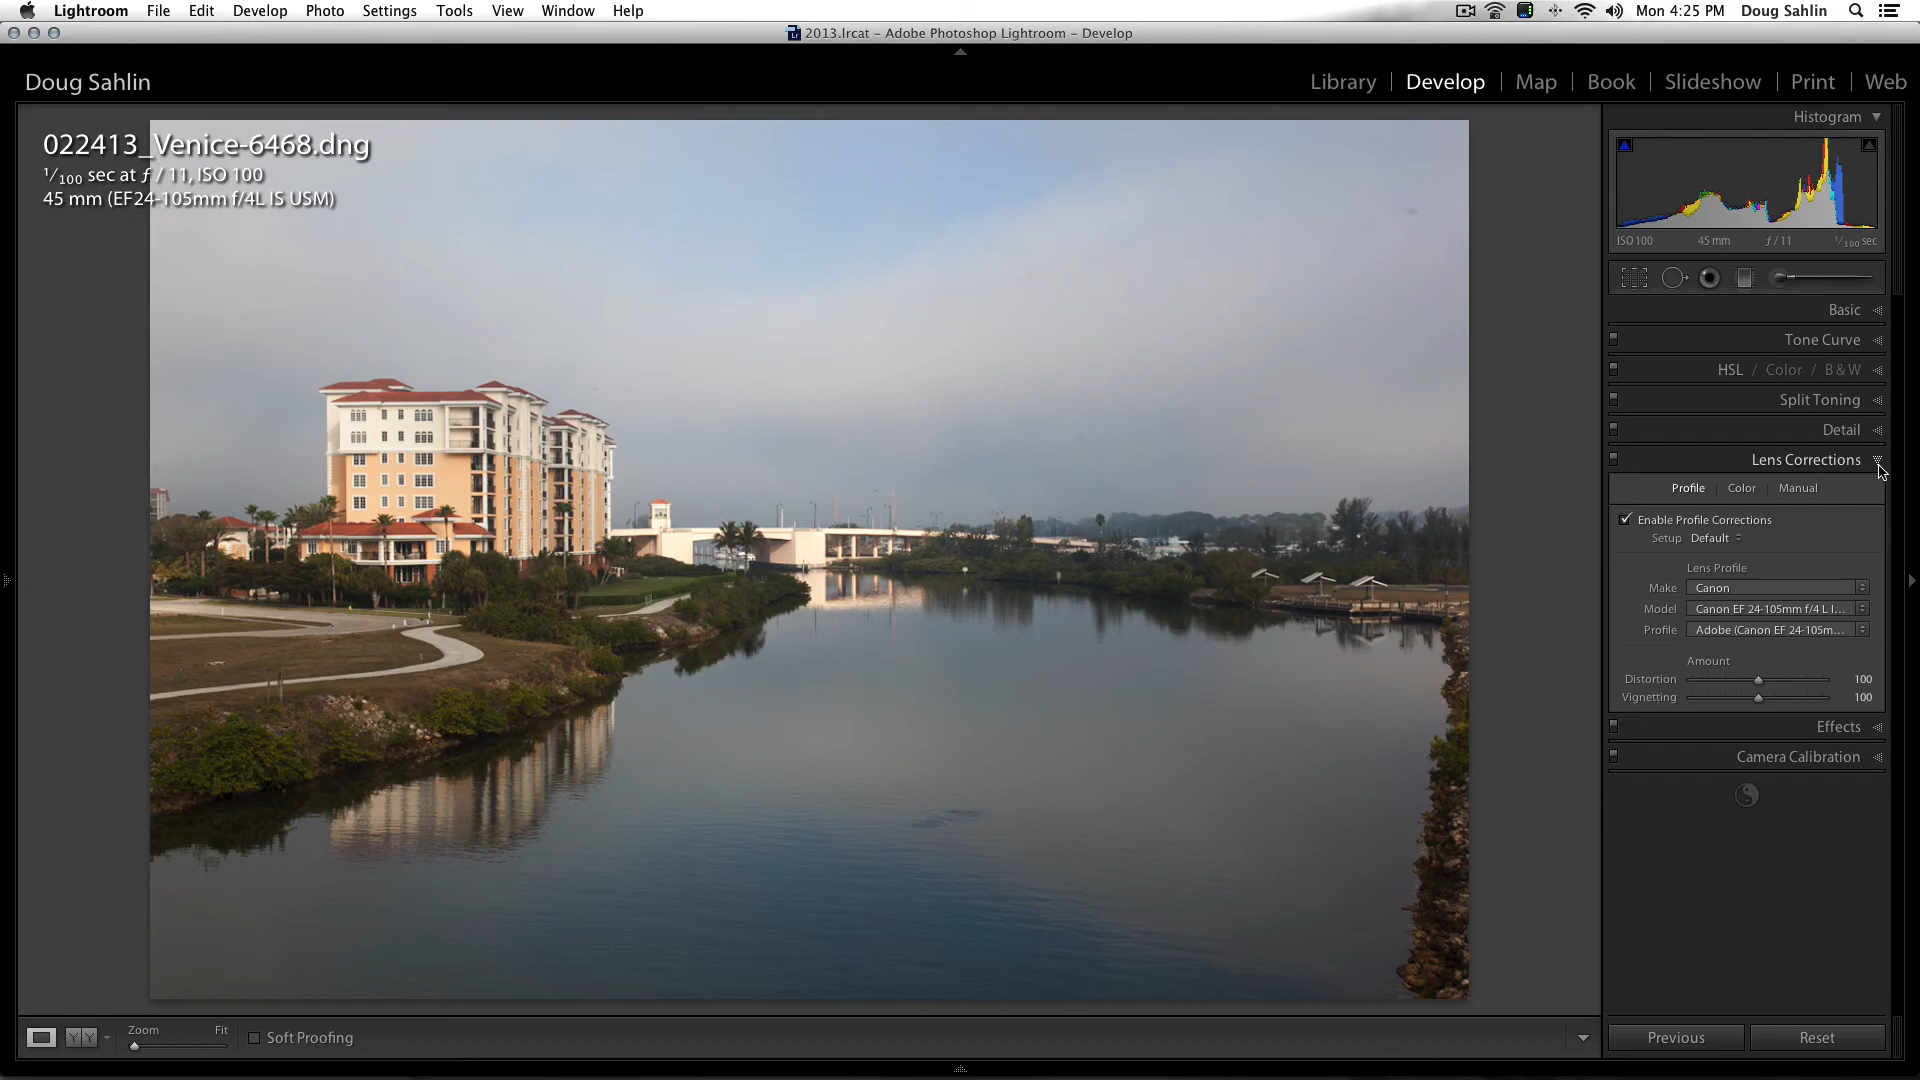 Lightroom File Edit Develop Photo Settings Tools View Window Help Mon 4:25 PM Doug Sahlin
2013.lrcat – Adobe Photoshop Lightroom – Develop
Doug Sahlin
Library | Develop | Map | Book | Slideshow | Print | Web
022413_Venice-6468.dng
1/100 sec at ƒ / 11, ISO 100
45 mm (EF24-105mm f/4L IS USM)
Histogram
ISO 100 45 mm ƒ / 11 1/100 sec
Basic
Tone Curve
HSL / Color / B & W
Split Toning
Detail
Lens Corrections
Profile | Color | Manual
Enable Profile Corrections
Setup Default
Lens Profile
Make Canon
Model Canon EF 24-105mm f/4 L I...
Profile Adobe (Canon EF 24-105m...
Amount
Distortion 100
Vignetting 100
Effects
Camera Calibration
YY Zoom Fit Soft Proofing
Previous Reset